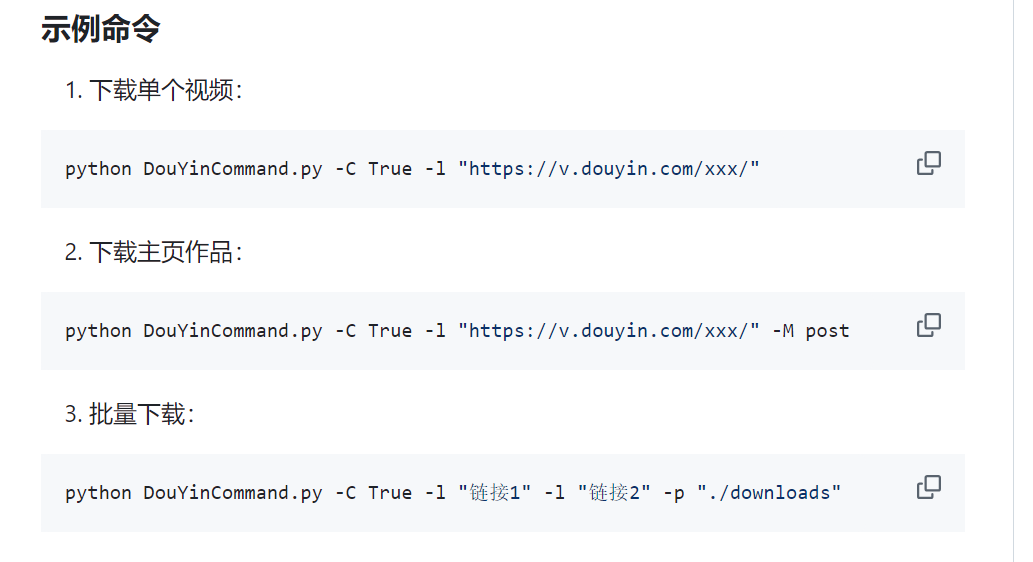 示例命令
1. 下载单个视频：
python DouYinCommand.py -C True -l "https://v.douyin.com/xxx/"
2. 下载主页作品：
python DouYinCommand.py -C True -l "https://v.douyin.com/xxx/" -M post
3. 批量下载：
python DouYinCommand.py -C True -l "链接1" -l "链接2" -p "./downloads"